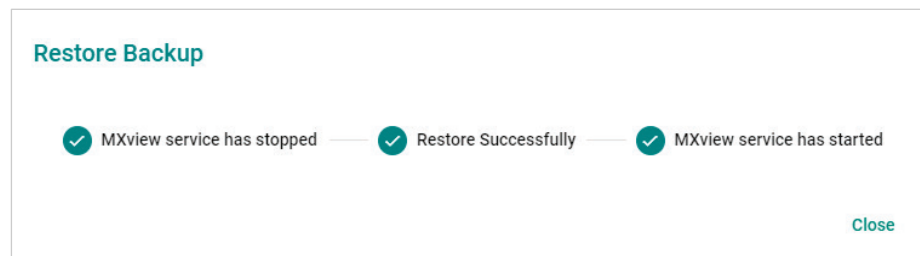 Restore Backup
MXview service has stopped Restore Successfully MXview service has started
Close